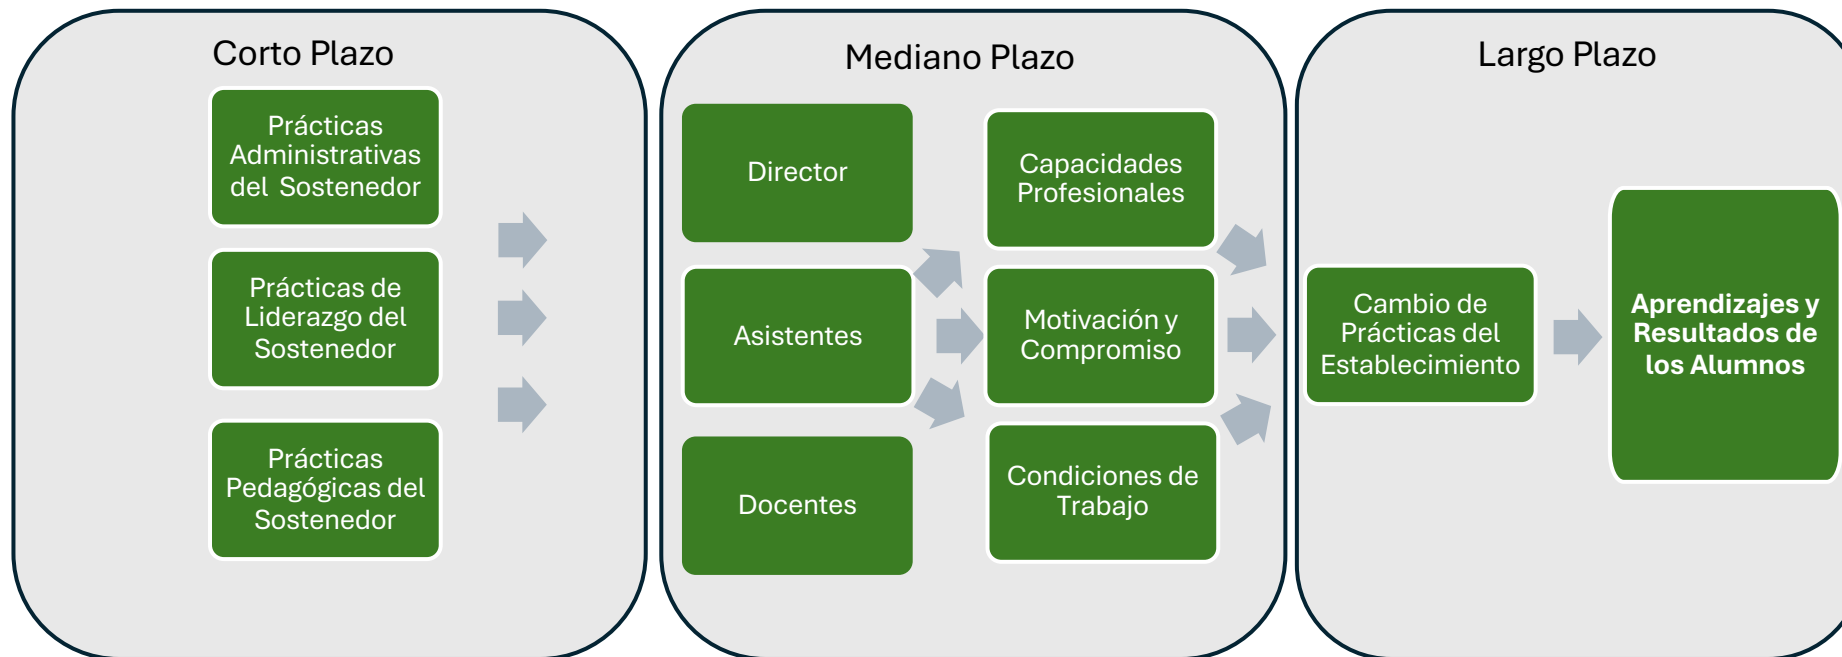 Corto Plazo
Prácticas
Administrativas
del Sostenedor
Prácticas de
Liderazgo del
Sostenedor
Prácticas
Pedagógicas del
Sostenedor
Mediano Plazo
Director
Asistentes
Docentes
Capacidades
Profesionales
Motivación y
Compromiso
Condiciones de
Trabajo
Largo Plazo
Cambio de
Prácticas del
Establecimiento
Aprendizajes y
Resultados de
los Alumnos